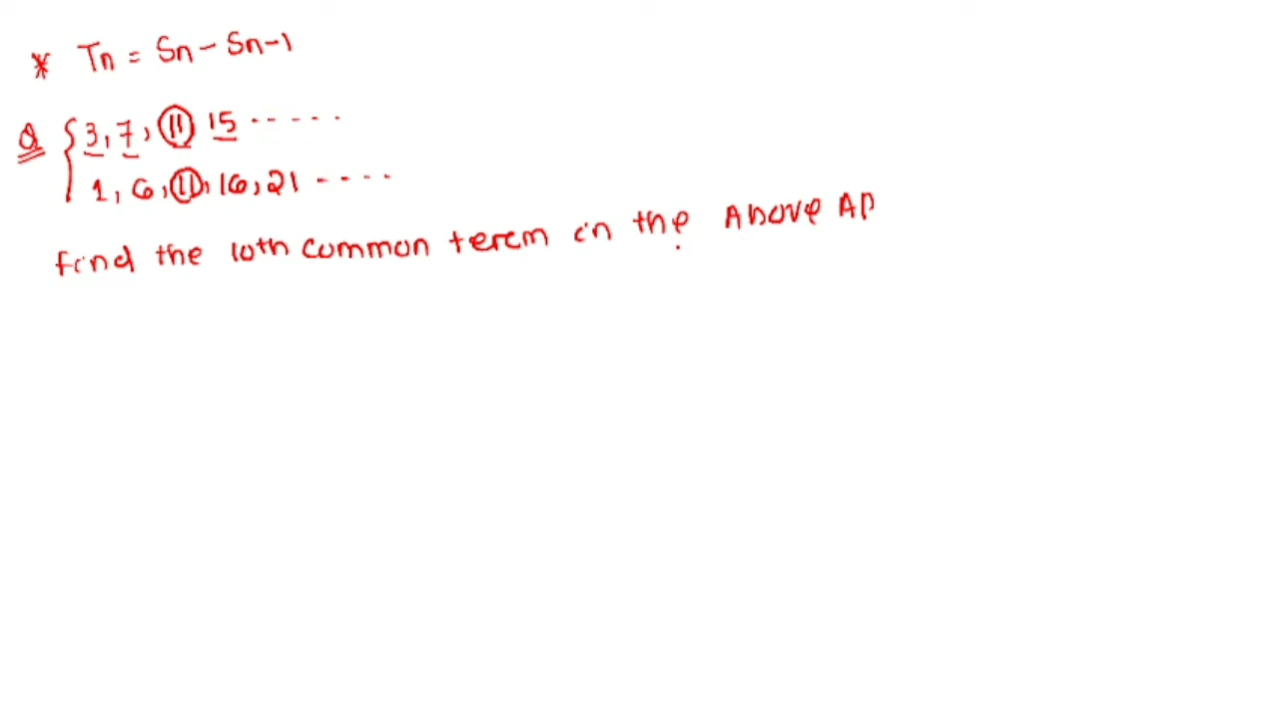 * Tn = Sn - Sn-1
Q { 3, 7, 11 15 ......
1, 6, 11, 16, 21 ....
find the 10th common terem in the Above AP